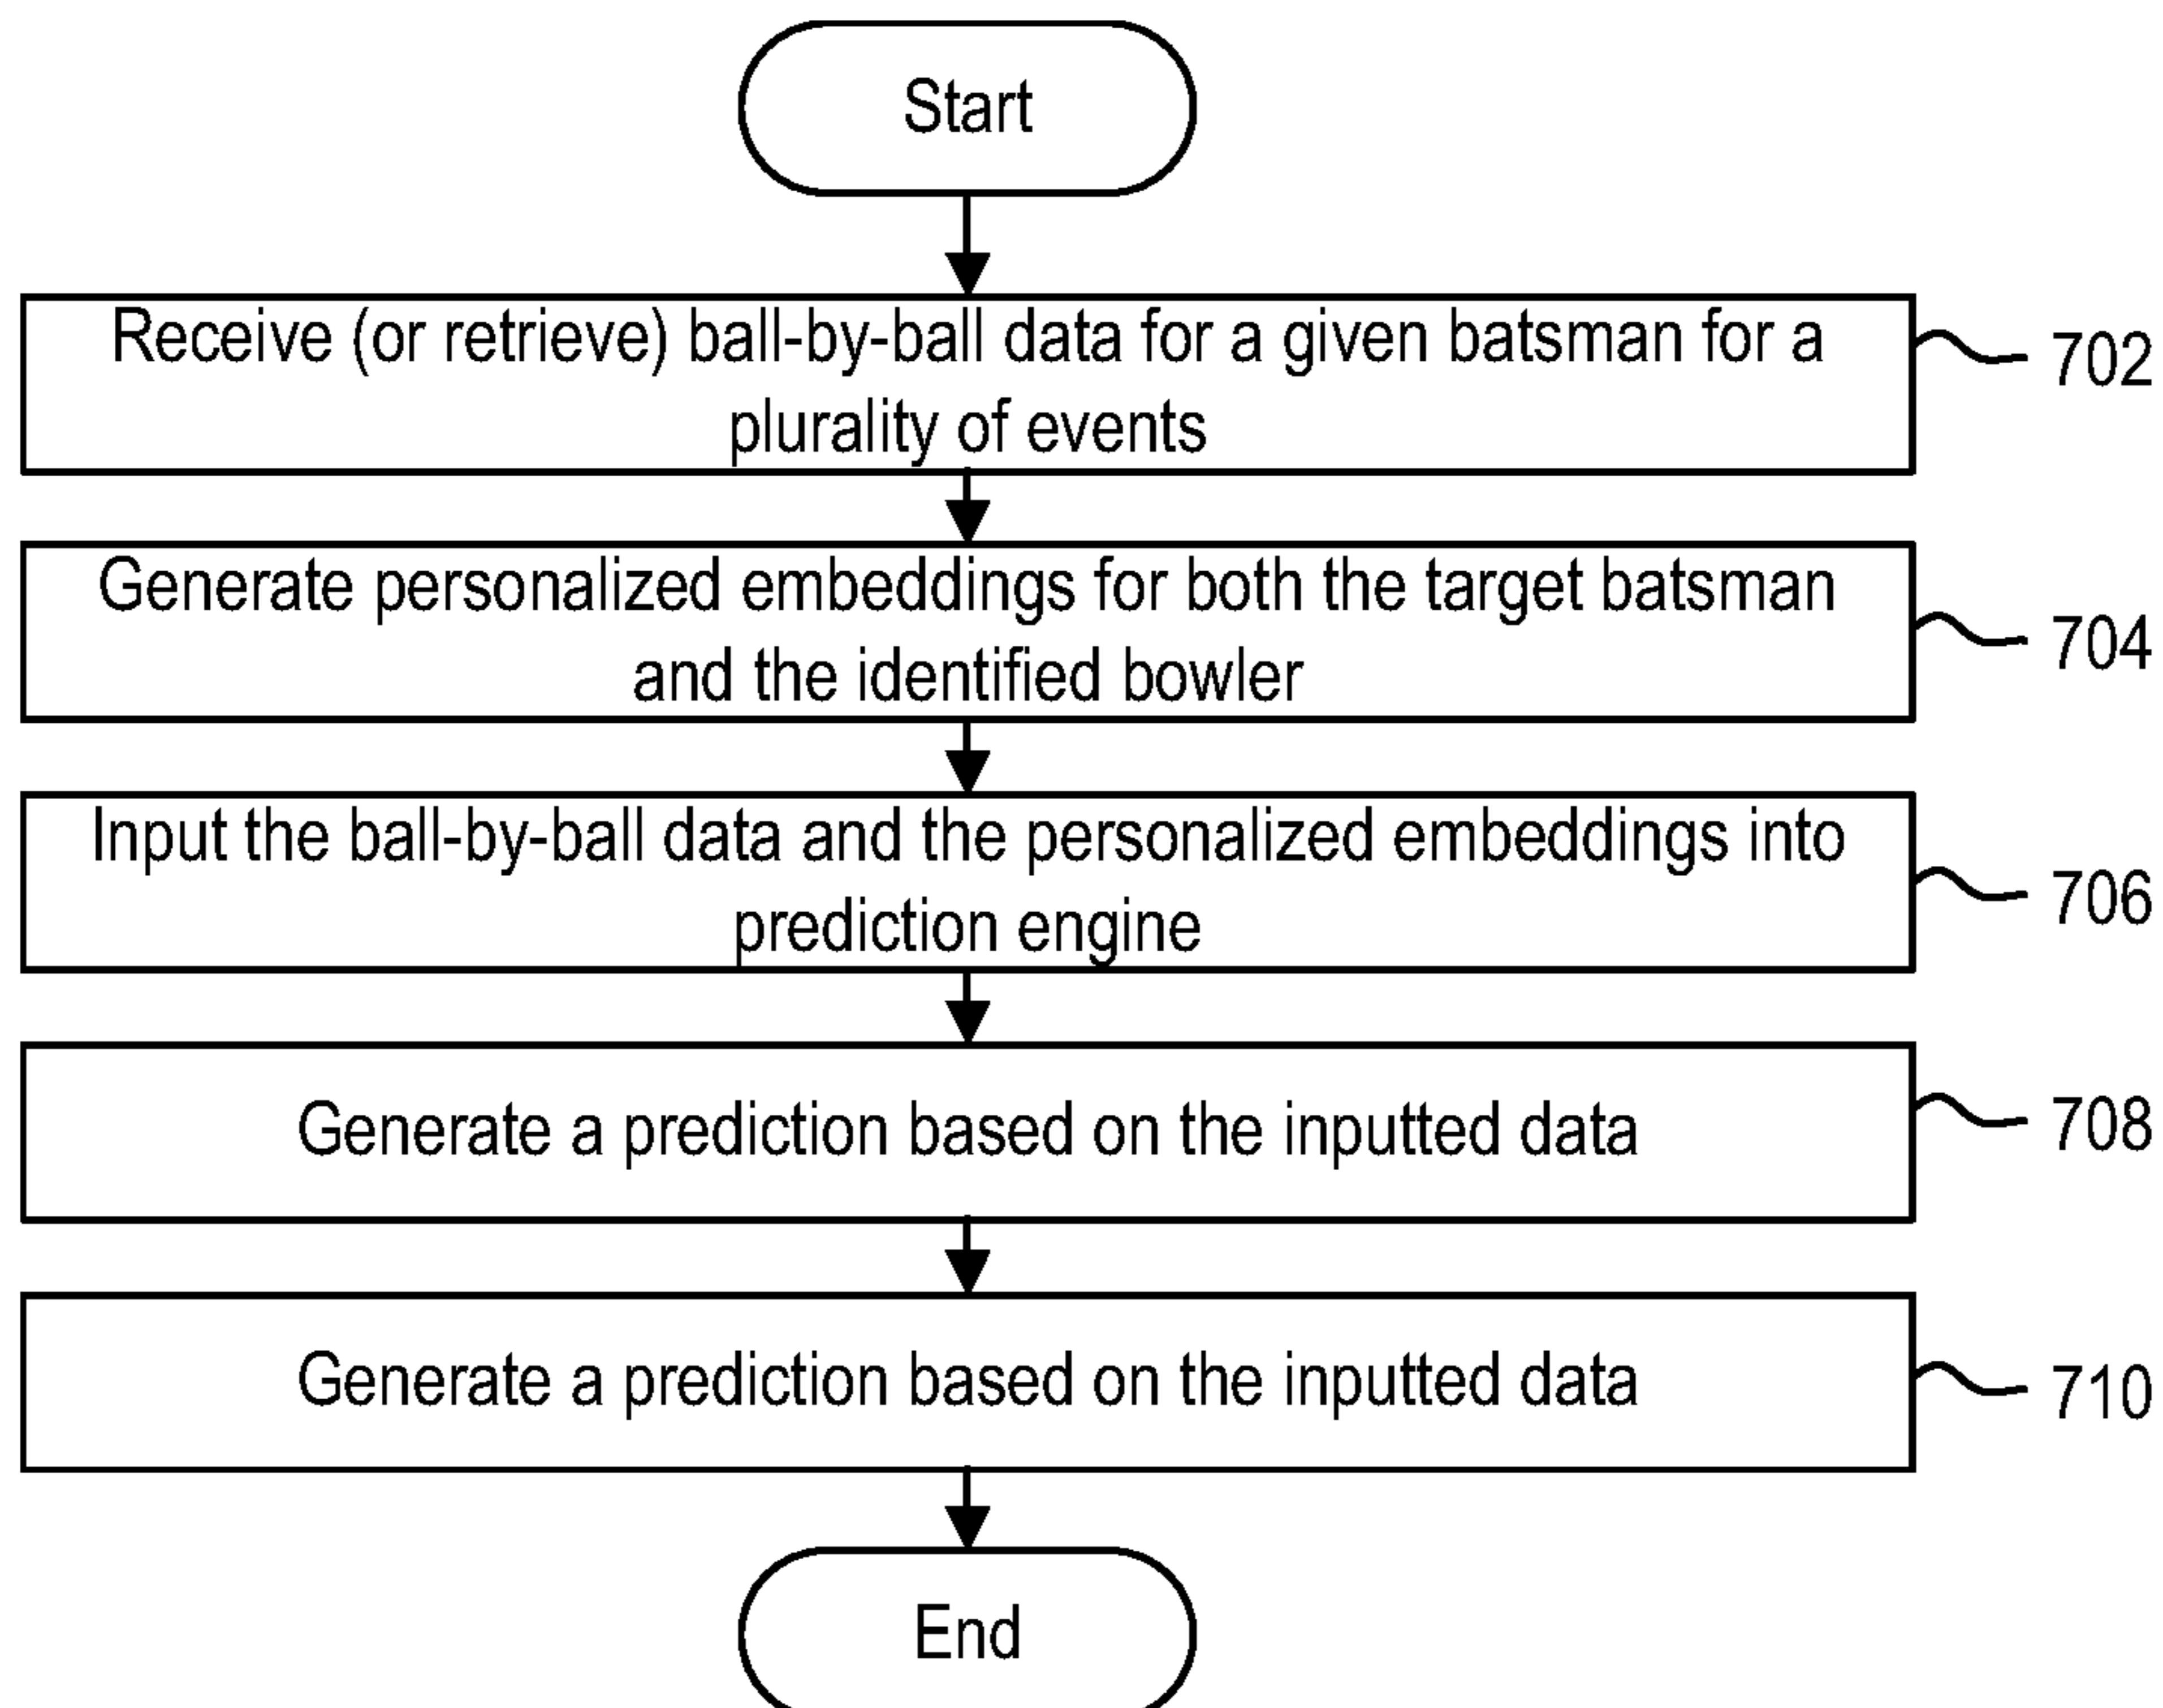 Start
Receive (or retrieve) ball-by-ball data for a given batsman for a
plurality of events
702
Generate personalized embeddings for both the target batsman
and the identified bowler
704
Input the ball-by-ball data and the personalized embeddings into
prediction engine
706
Generate a prediction based on the inputted data
708
Generate a prediction based on the inputted data
710
End